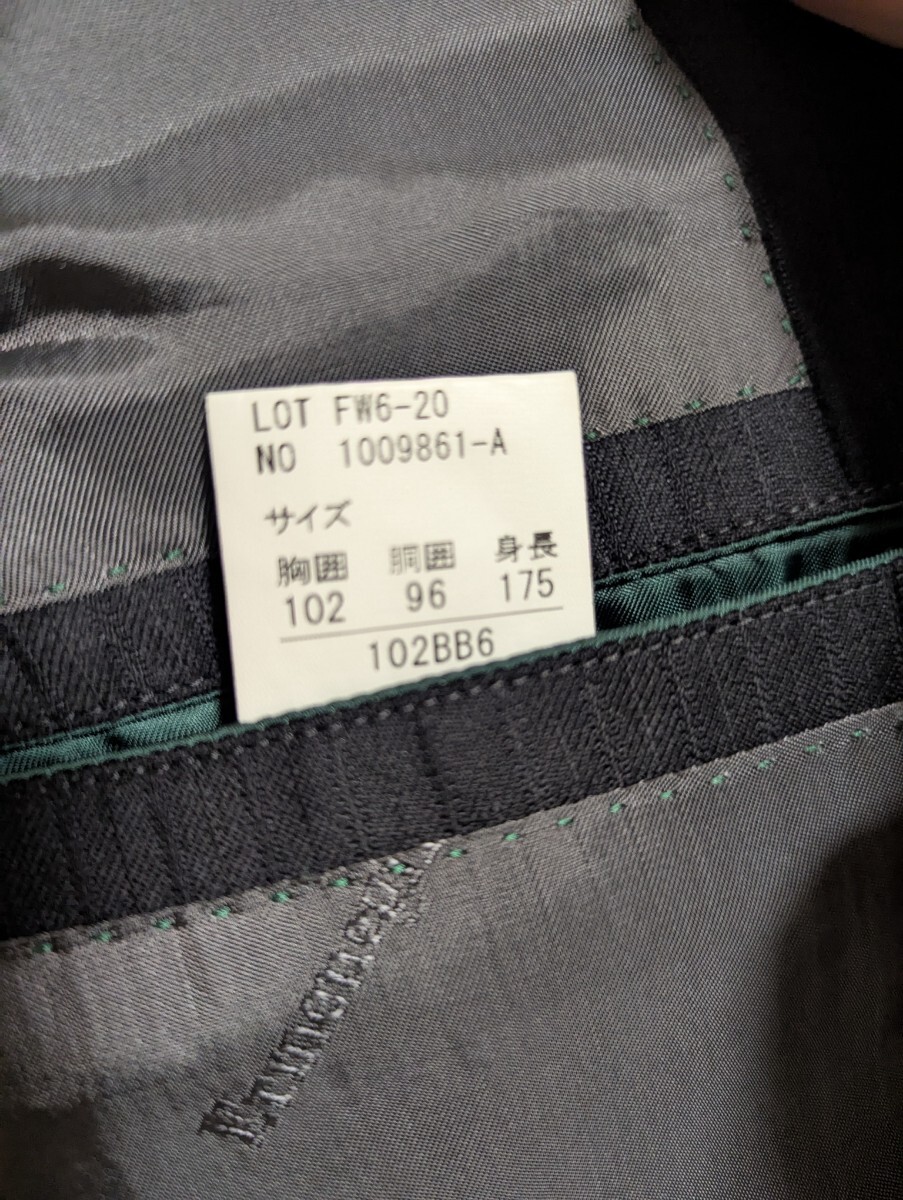 LOT FW6-20
NO 1009861-A
サイズ
胸囲 胴囲 身長
102 96 175
102BB6